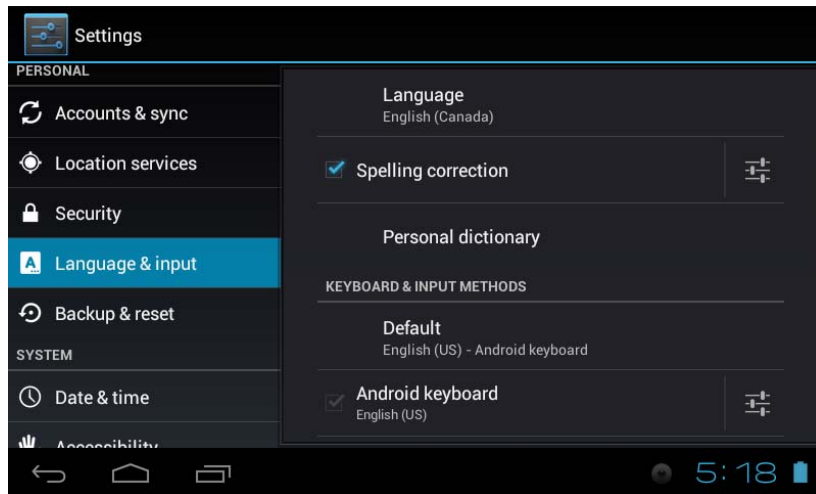 Settings
PERSONAL
Accounts & sync
Location services
Security
Language & input
Backup & reset
SYSTEM
Date & time
Accessibility
Language
English (Canada)
Spelling correction
Personal dictionary
KEYBOARD & INPUT METHODS
Default
English (US) - Android keyboard
Android keyboard
English (US)
5:18